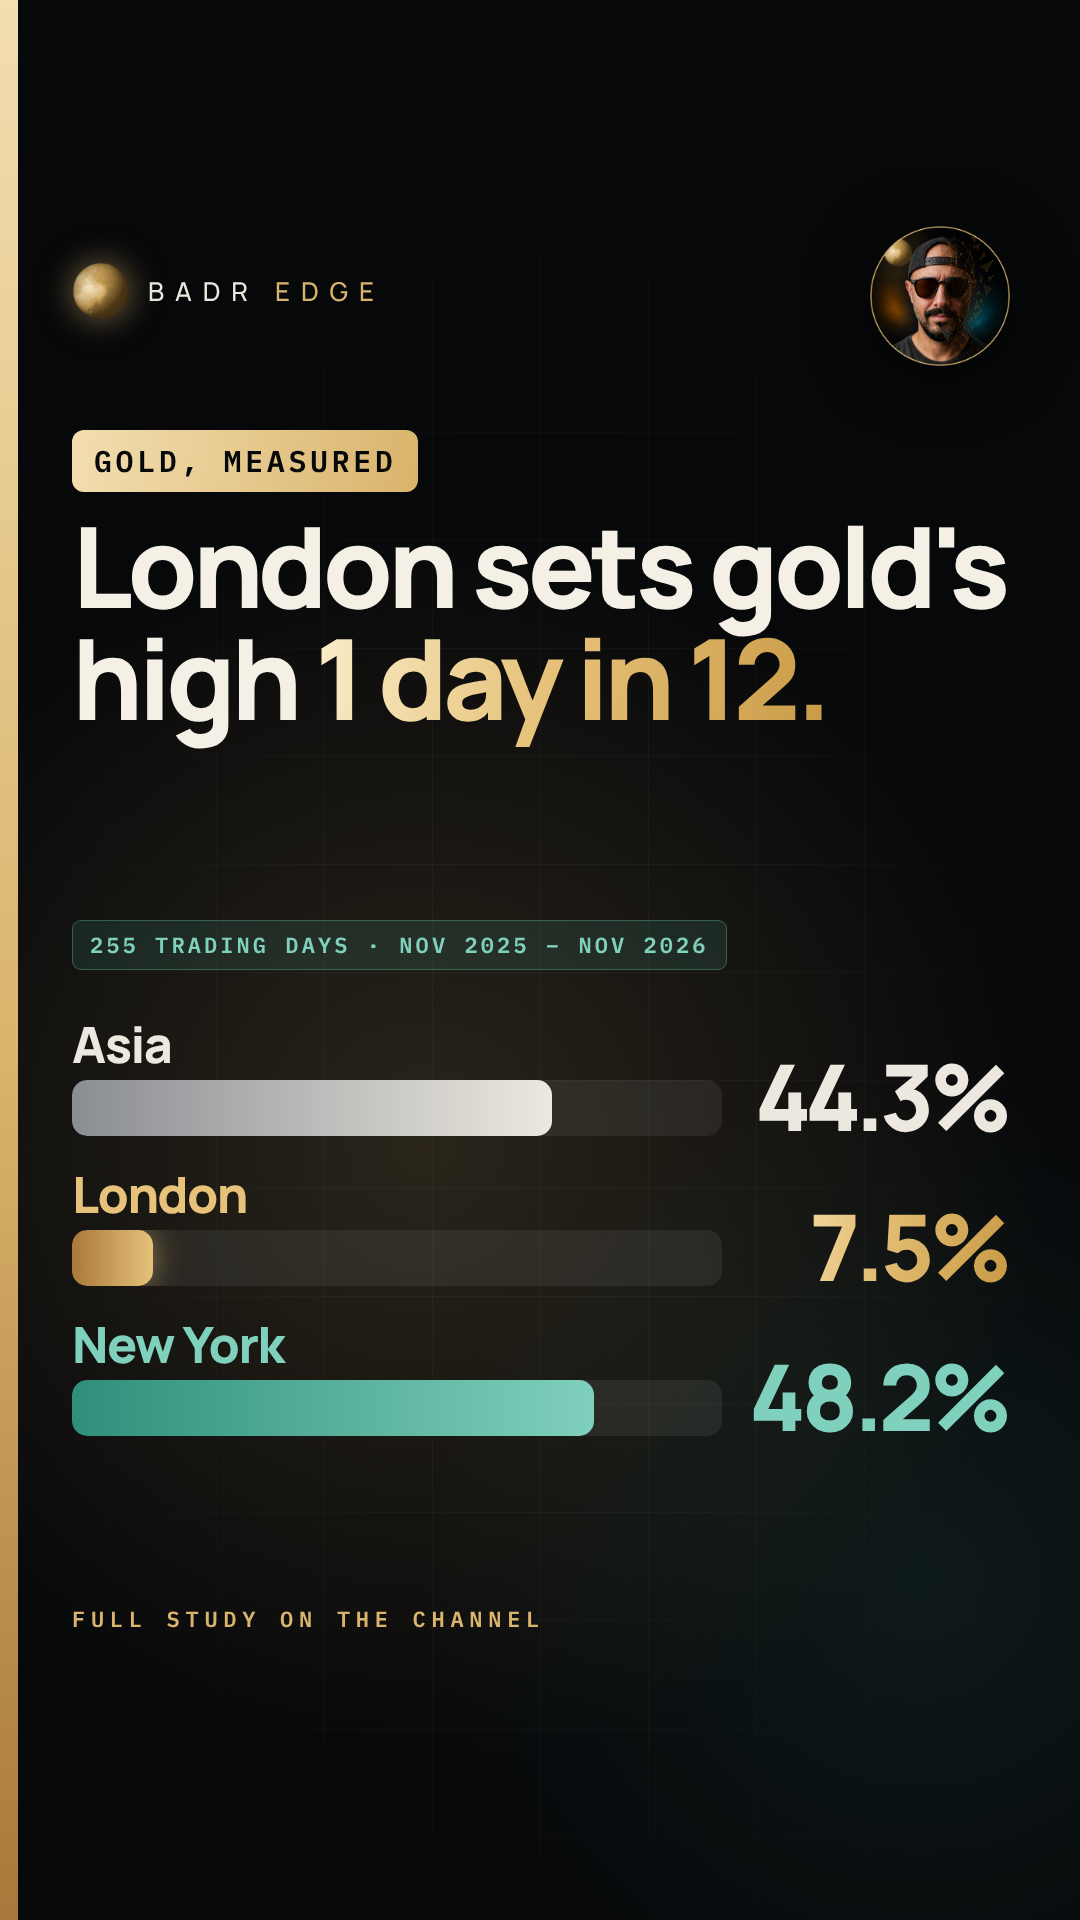 BADR EDGE
GOLD, MEASURED
London sets gold's
high 1 day in 12.
255 TRADING DAYS · NOV 2025 – NOV 2026
Asia
44.3%
London
7.5%
New York
48.2%
FULL STUDY ON THE CHANNEL